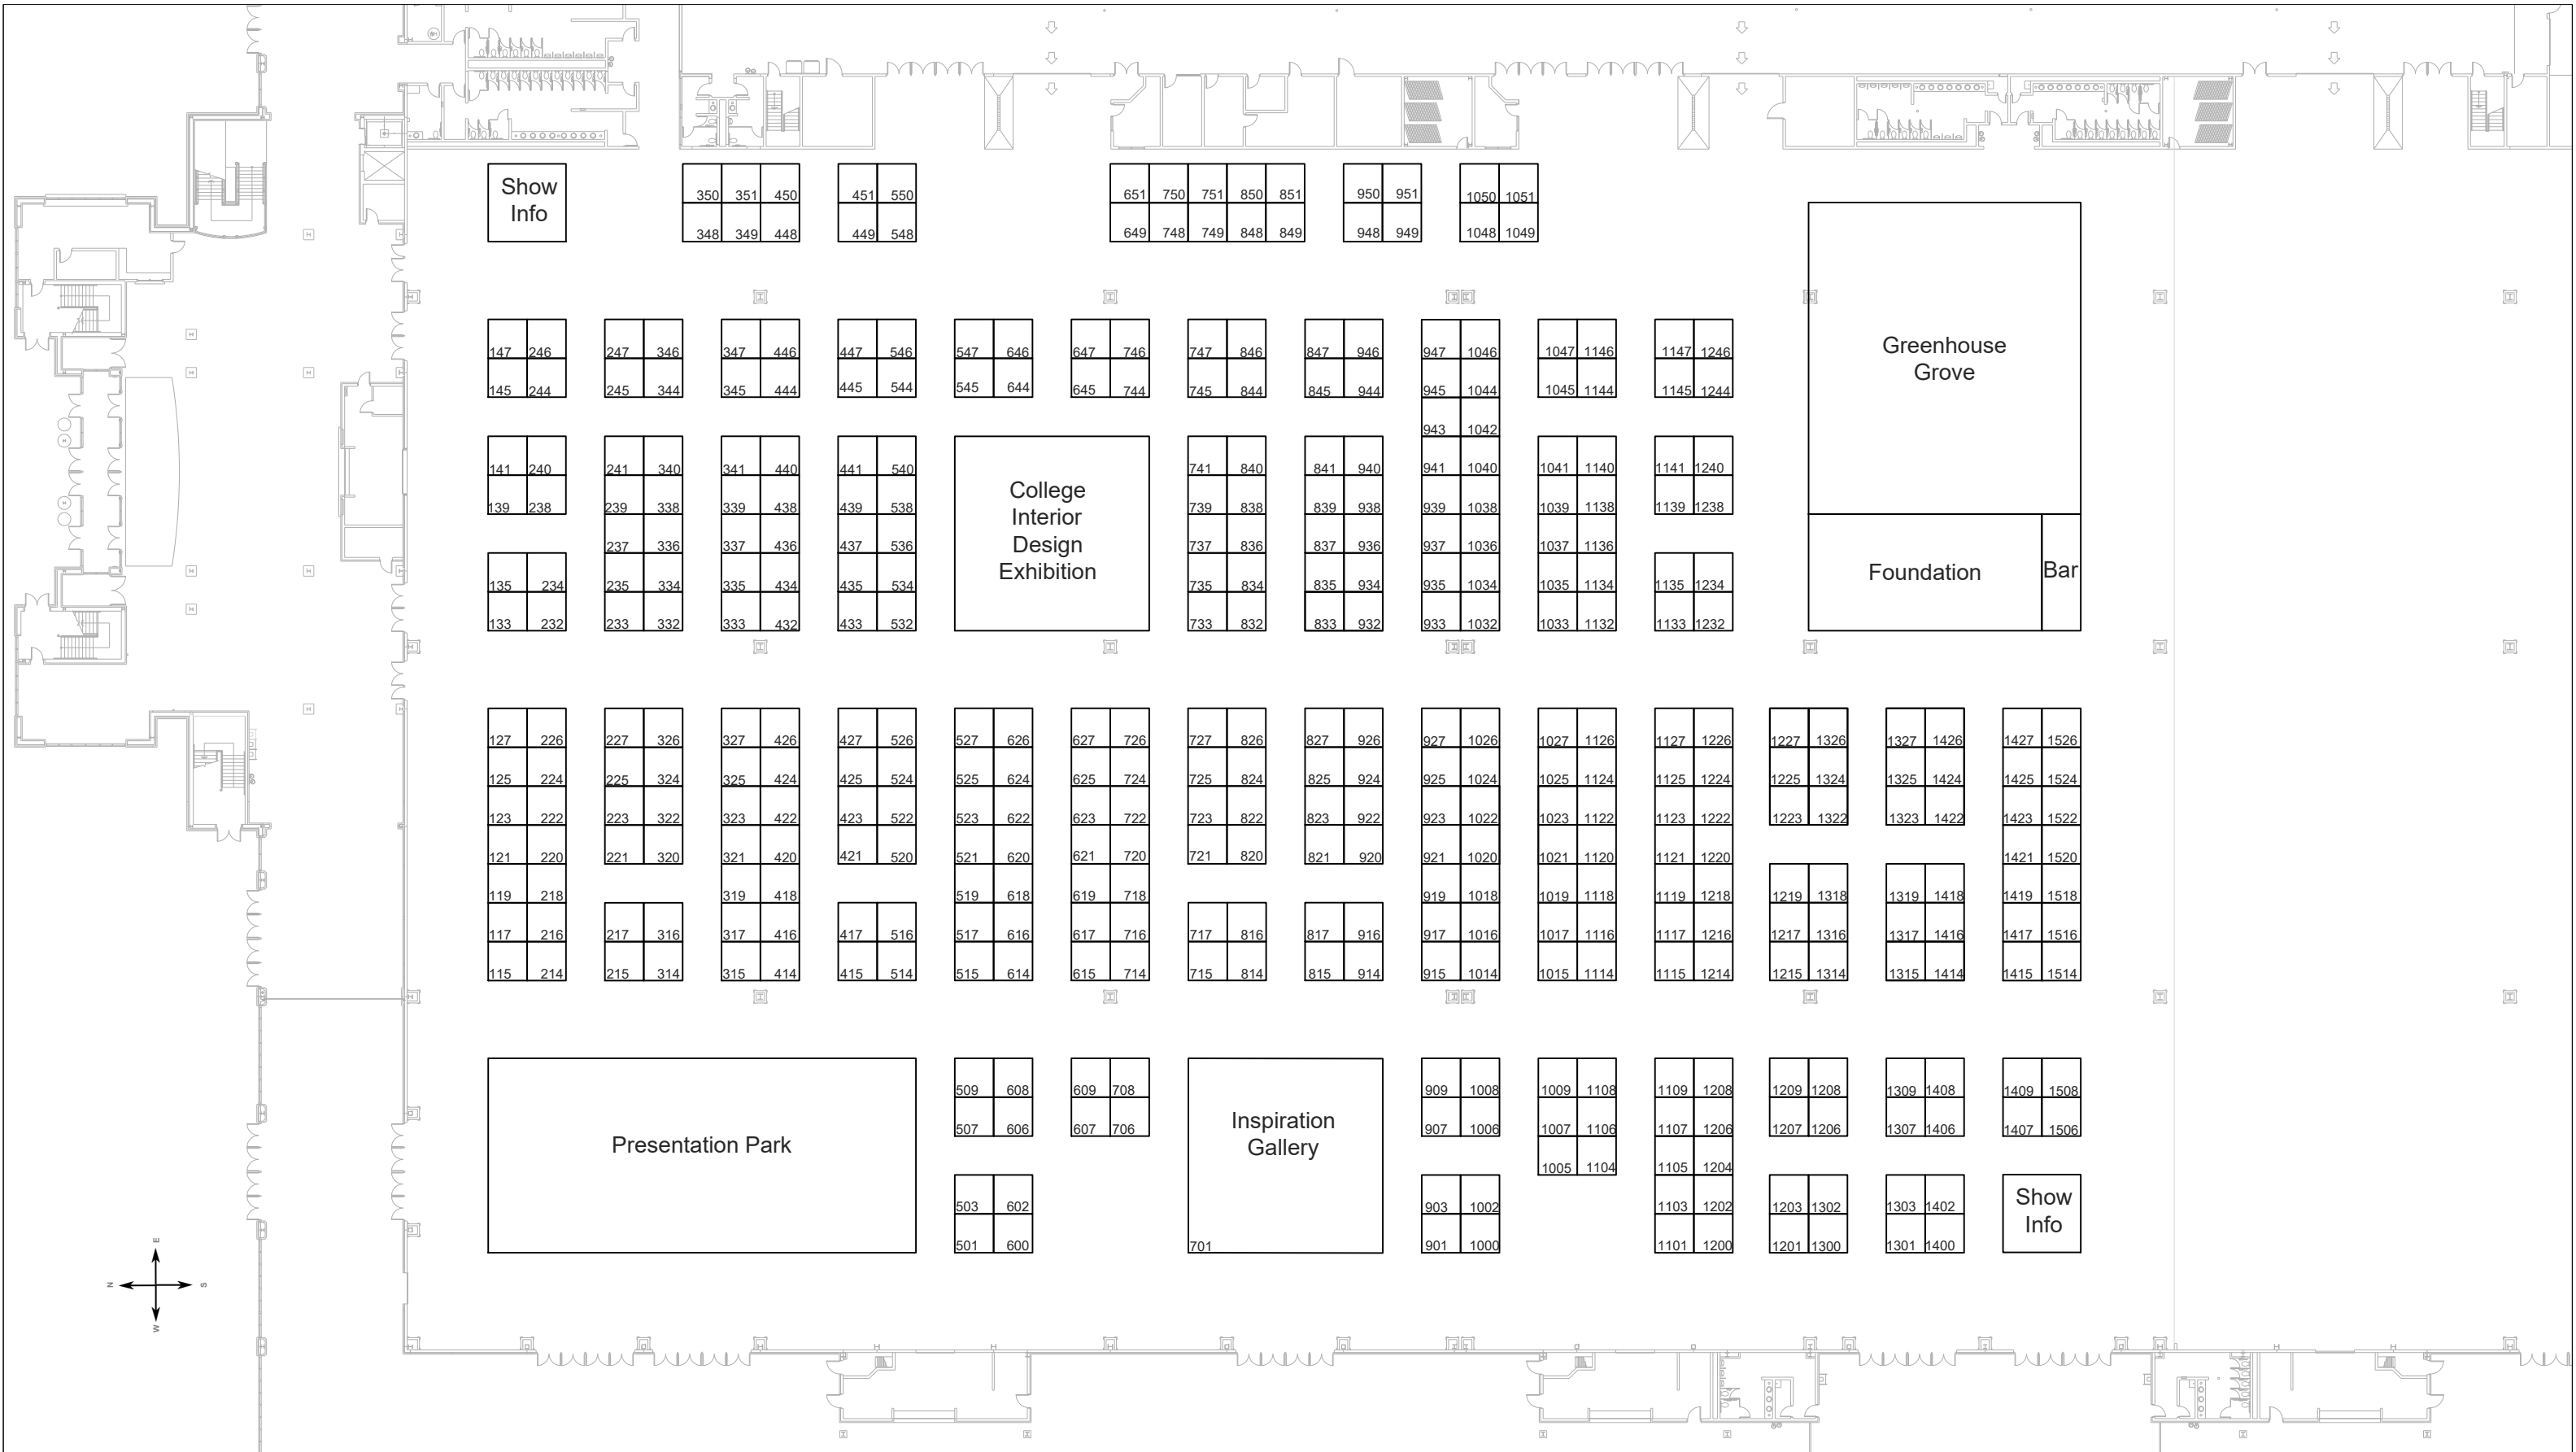 Show
Info
350 351 450 451 550 651 750 751 850 851 950 951 1050 1051
348 349 448 449 548 649 748 749 848 849 948 949 1048 1049
147 246 247 346 347 446 447 546 547 646 647 746 747 846 847 946 947 1046 1047 1146 1147 1246
145 244 245 344 345 444 445 544 545 644 645 744 745 844 845 944 945 1044 1045 1144 1145 1244
Greenhouse
Grove
943 1042
141 240 241 340 341 440 441 540 741 840 841 940 941 1040 1041 1140 1141 1240
139 238 239 338 339 438 439 538 739 838 839 938 939 1038 1039 1138 1139 1238
College
Interior
Design
Exhibition
237 336 337 436 437 536 737 836 837 936 937 1036 1037 1136
135 234 235 334 335 434 435 534 735 834 835 934 935 1034 1035 1134 1135 1234
Foundation
Bar
133 232 233 332 333 432 433 532 733 832 833 932 933 1032 1033 1132 1133 1232
127 226 227 326 327 426 427 526 527 626 627 726 727 826 827 926 927 1026 1027 1126 1127 1226 1227 1326 1327 1426 1427 1526
125 224 225 324 325 424 425 524 525 624 625 724 725 824 825 924 925 1024 1025 1124 1125 1224 1225 1324 1325 1424 1425 1524
123 222 223 322 323 422 423 522 523 622 623 722 723 822 823 922 923 1022 1023 1122 1123 1222 1223 1322 1323 1422 1423 1522
121 220 221 320 321 420 421 520 521 620 621 720 721 820 821 920 921 1020 1021 1120 1121 1220 1421 1520
119 218 319 418 519 618 619 718 919 1018 1019 1118 1119 1218 1219 1318 1319 1418 1419 1518
117 216 217 316 317 416 417 516 517 616 617 716 717 816 817 916 917 1016 1017 1116 1117 1216 1217 1316 1317 1416 1417 1516
115 214 215 314 315 414 415 514 515 614 615 714 715 814 815 914 915 1014 1015 1114 1115 1214 1215 1314 1315 1414 1415 1514
509 608 609 708 909 1008 1009 1108 1109 1208 1209 1208 1309 1408 1409 1508
507 606 607 706 907 1006 1007 1106 1107 1206 1207 1206 1307 1406 1407 1506
Presentation Park
Inspiration
Gallery
1005 1104 1105 1204
503 602 903 1002 1103 1202 1203 1302 1303 1402
Show
Info
501 600 701 901 1000 1101 1200 1201 1300 1301 1400
E
N S
W